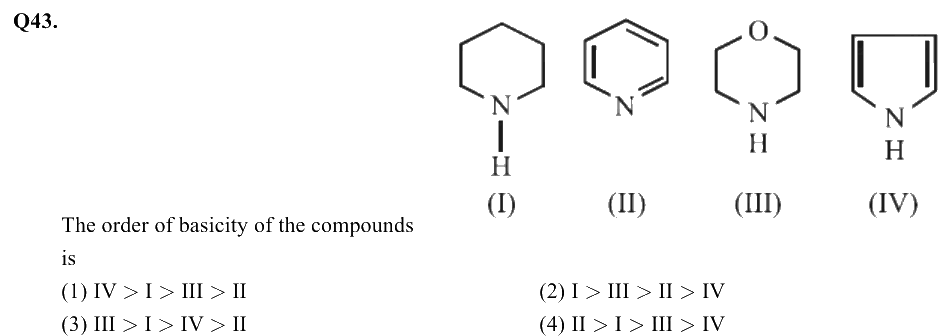 Q43.
O
N N N N
H H H
(I) (II) (III) (IV)
The order of basicity of the compounds
is
(1) IV > I > III > II (2) I > III > II > IV
(3) III > I > IV > II (4) II > I > III > IV